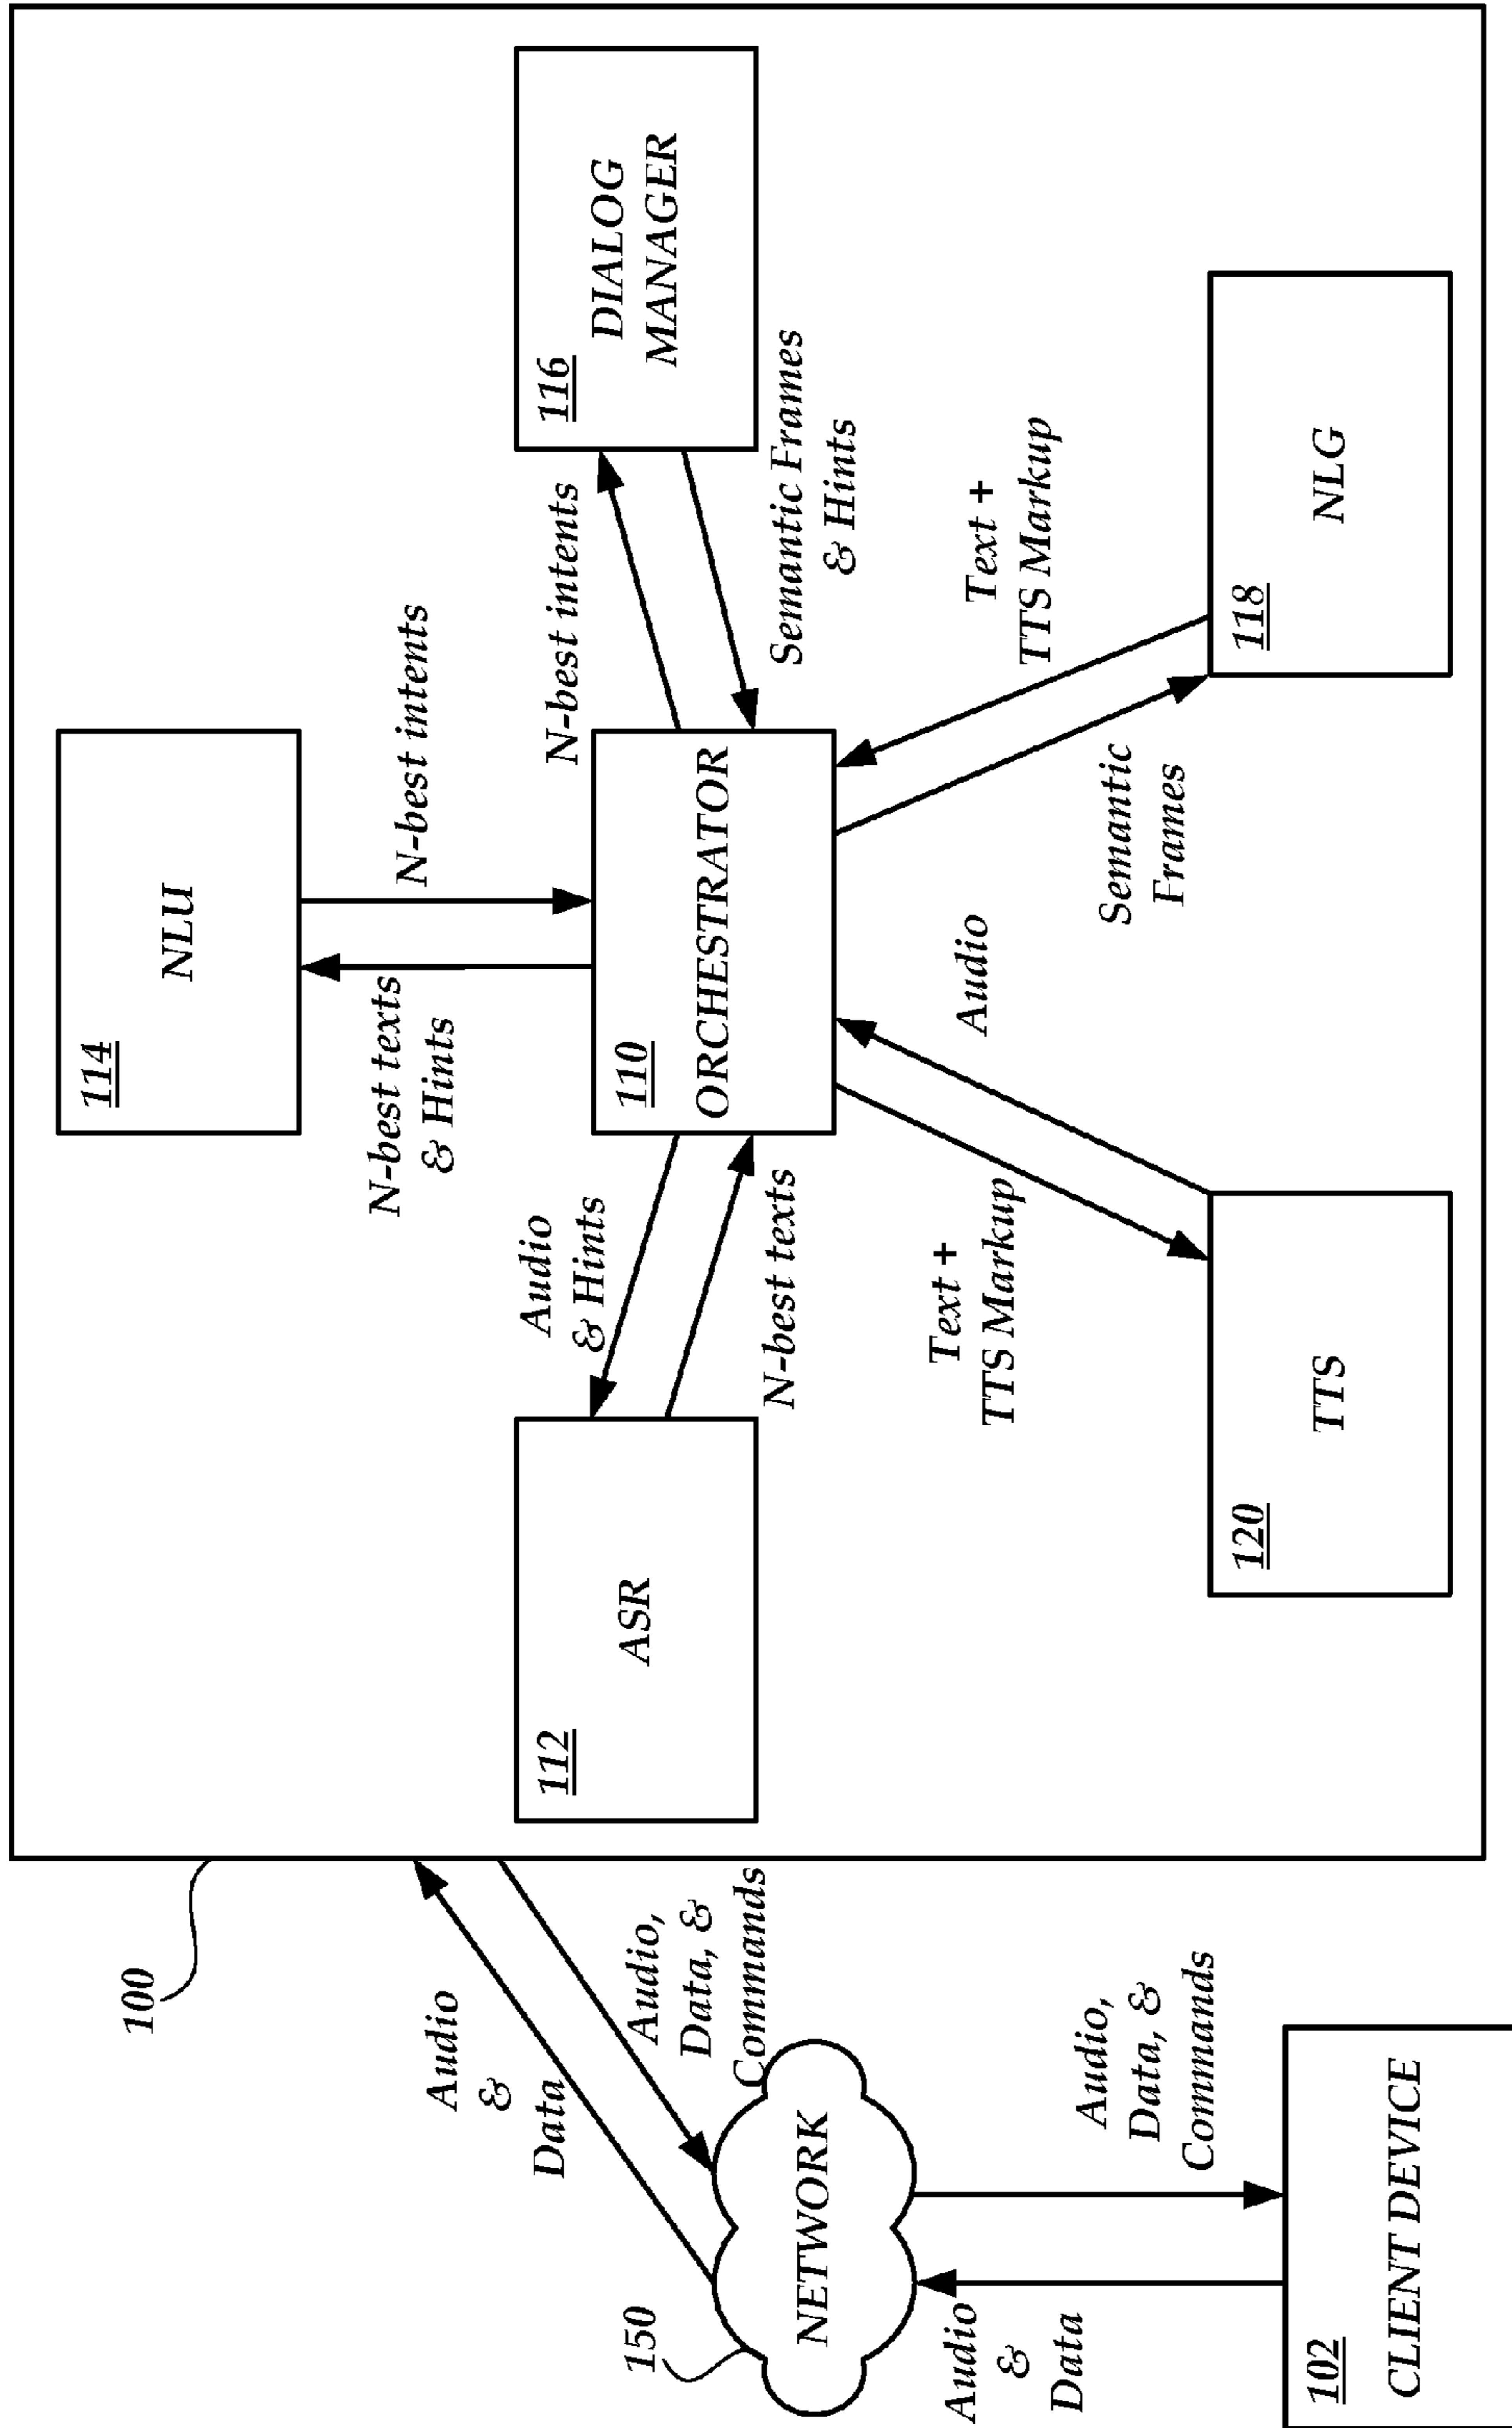 100
114
NLU
N-best texts
& Hints
N-best intents
Audio
& Hints
N-best intents
112
ASR
110
ORCHESTRATOR
116
DIALOG
MANAGER
N-best texts
Semantic Frames
& Hints
Audio
&
Data
Audio,
Data, &
Commands
150
NETWORK
Text +
TTS Markup
Audio
Text +
TTS Markup
Semantic
Frames
Audio
&
Data
Audio,
Data, &
Commands
120
TTS
118
NLG
102
CLIENT DEVICE